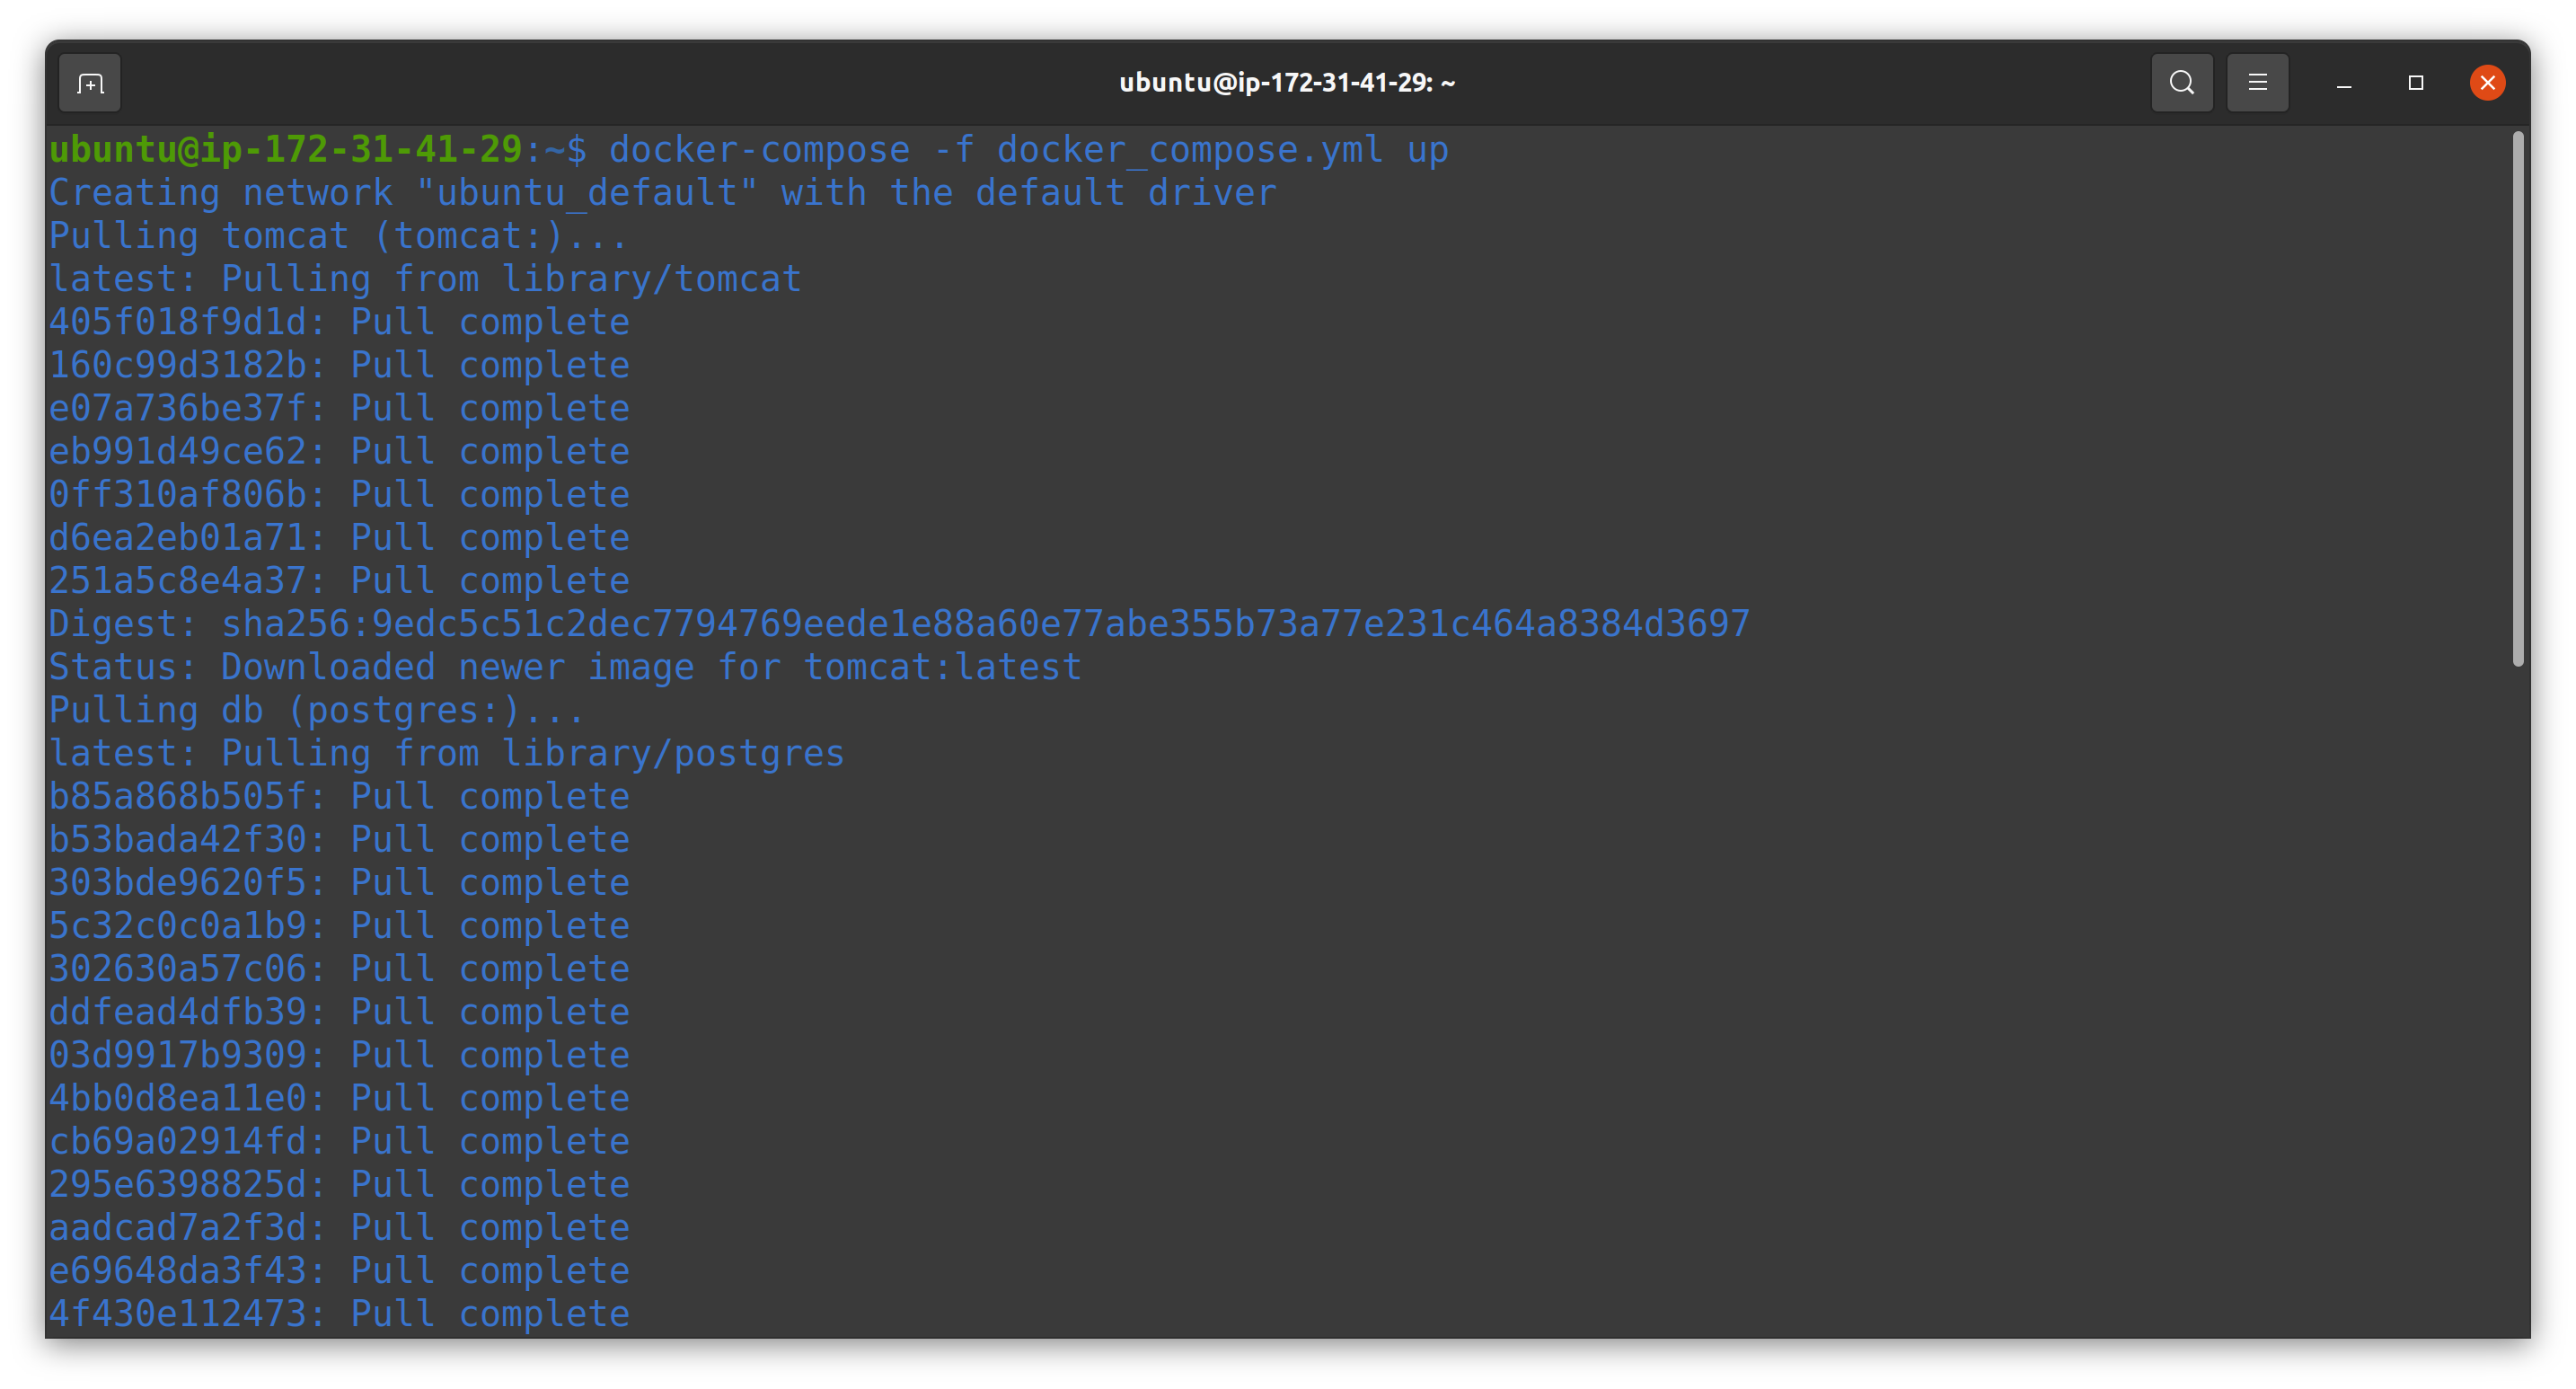 ubuntu@ip-172-31-41-29: ~
ubuntu@ip-172-31-41-29:~$ docker-compose -f docker_compose.yml up
Creating network "ubuntu_default" with the default driver
Pulling tomcat (tomcat:)...
latest: Pulling from library/tomcat
405f018f9d1d: Pull complete
160c99d3182b: Pull complete
e07a736be37f: Pull complete
eb991d49ce62: Pull complete
0ff310af806b: Pull complete
d6ea2eb01a71: Pull complete
251a5c8e4a37: Pull complete
Digest: sha256:9edc5c51c2dec7794769eede1e88a60e77abe355b73a77e231c464a8384d3697
Status: Downloaded newer image for tomcat:latest
Pulling db (postgres:)...
latest: Pulling from library/postgres
b85a868b505f: Pull complete
b53bada42f30: Pull complete
303bde9620f5: Pull complete
5c32c0c0a1b9: Pull complete
302630a57c06: Pull complete
ddfead4dfb39: Pull complete
03d9917b9309: Pull complete
4bb0d8ea11e0: Pull complete
cb69a02914fd: Pull complete
295e6398825d: Pull complete
aadcad7a2f3d: Pull complete
e69648da3f43: Pull complete
4f430e112473: Pull complete